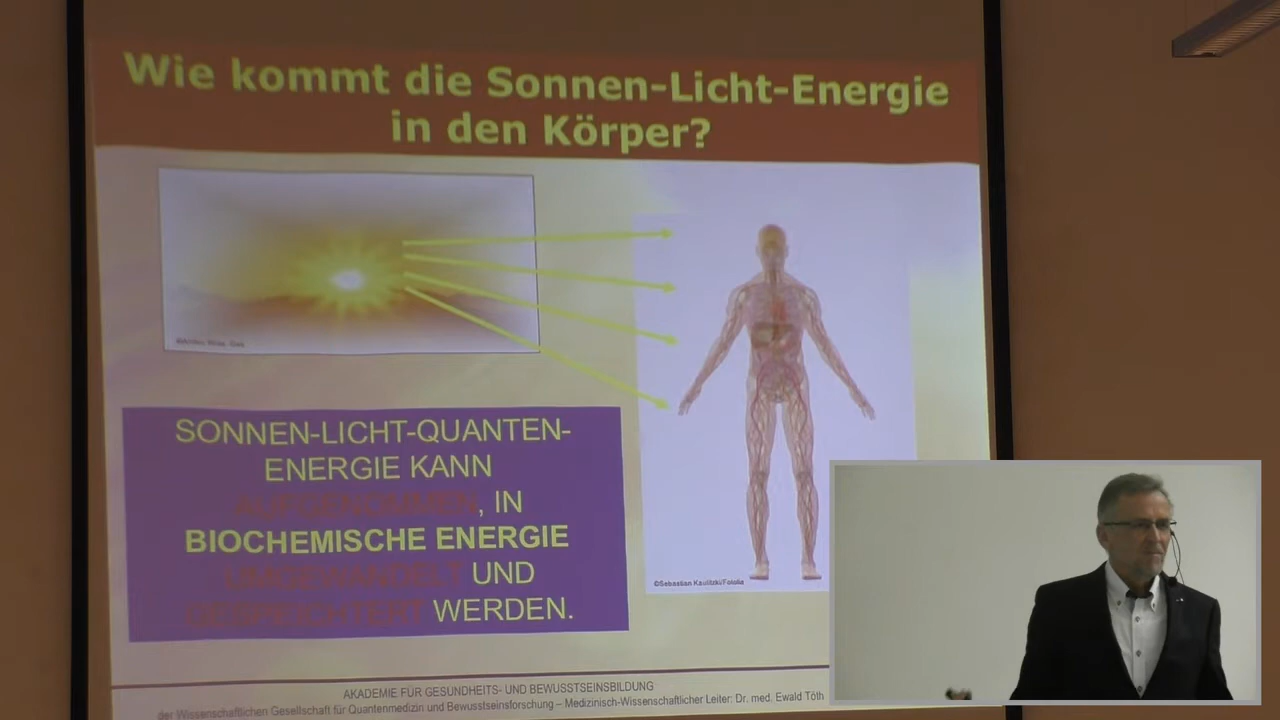 Wie kommt die Sonnen-Licht-Energie
in den Körper?
SONNEN-LICHT-QUANTEN-
ENERGIE KANN
AUFGENOMMEN, IN
BIOCHEMISCHE ENERGIE
UMGEWANDELT UND
GESPEICHTERT WERDEN.
©Sebastian Kaulitzki/Fotolia
AKADEMIE FÜR GESUNDHEITS- UND BEWUSSTSEINSBILDUNG
der Wissenschaftlichen Gesellschaft für Quantenmedizin und Bewusstseinsforschung – Medizinisch-Wissenschaftlicher Leiter: Dr. med. Ewald Tóth